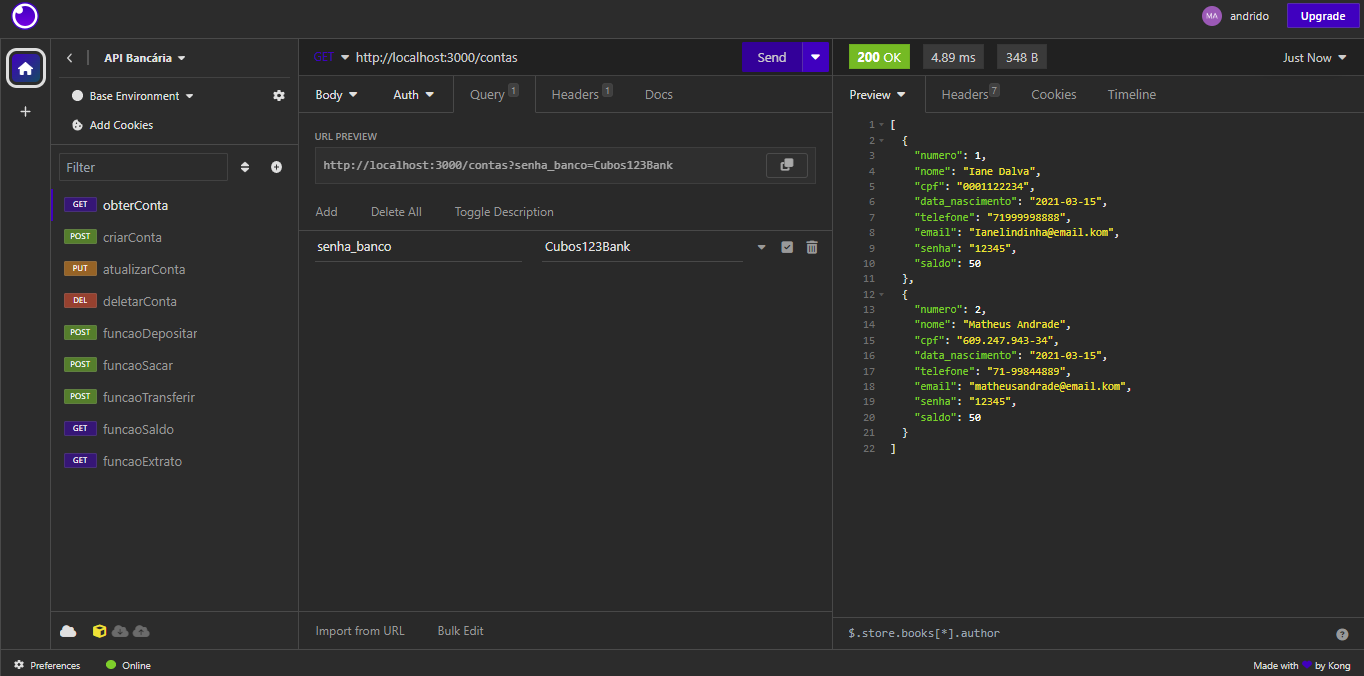 MA andrido Upgrade
API Bancária
Base Environment
Add Cookies
Filter
GET obterConta
POST criarConta
PUT atualizarConta
DEL deletarConta
POST funcaoDepositar
POST funcaoSacar
POST funcaoTransferir
GET funcaoSaldo
GET funcaoExtrato
Preferences Online
GET http://localhost:3000/contas Send
Body Auth Query 1 Headers 1 Docs
URL PREVIEW
http://localhost:3000/contas?senha_banco=Cubos123Bank
Add Delete All Toggle Description
senha_banco Cubos123Bank
Import from URL Bulk Edit
200 OK 4.89 ms 348 B Just Now
Preview Headers 7 Cookies Timeline
1 [
2 {
3 "numero": 1,
4 "nome": "Iane Dalva",
5 "cpf": "0001122234",
6 "data_nascimento": "2021-03-15",
7 "telefone": "71999998888",
8 "email": "Ianelindinha@email.kom",
9 "senha": "12345",
10 "saldo": 50
11 },
12 {
13 "numero": 2,
14 "nome": "Matheus Andrade",
15 "cpf": "609.247.943-34",
16 "data_nascimento": "2021-03-15",
17 "telefone": "71-99844889",
18 "email": "matheusandrade@email.kom",
19 "senha": "12345",
20 "saldo": 50
21 }
22 ]
$.store.books[*].author ?
Made with by Kong